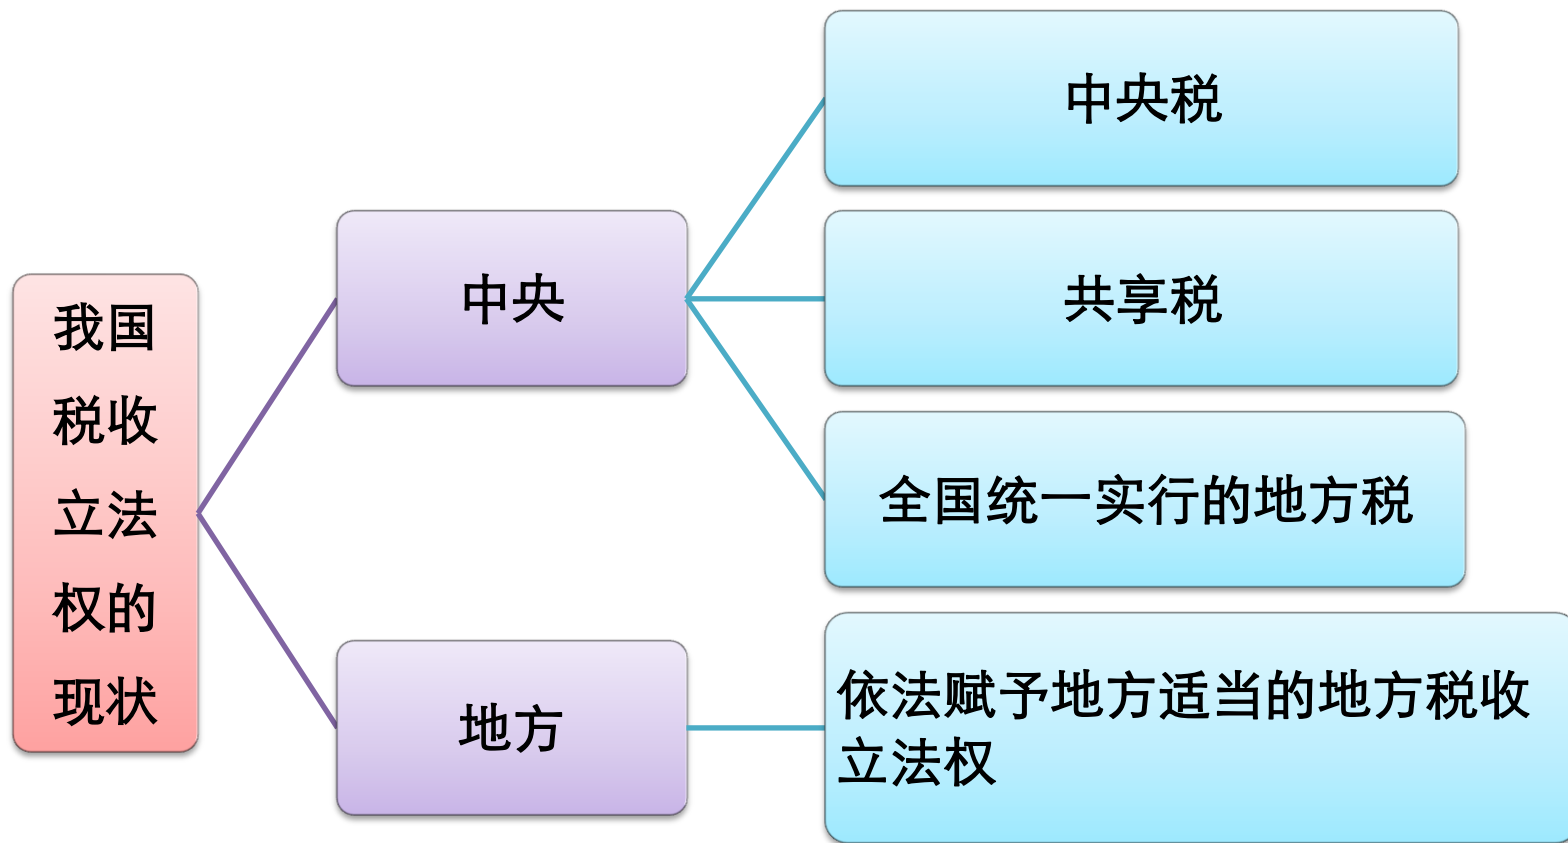 我国
税收
立法
权的
现状
中央
中央税
共享税
全国统一实行的地方税
地方
依法赋予地方适当的地方税收
立法权